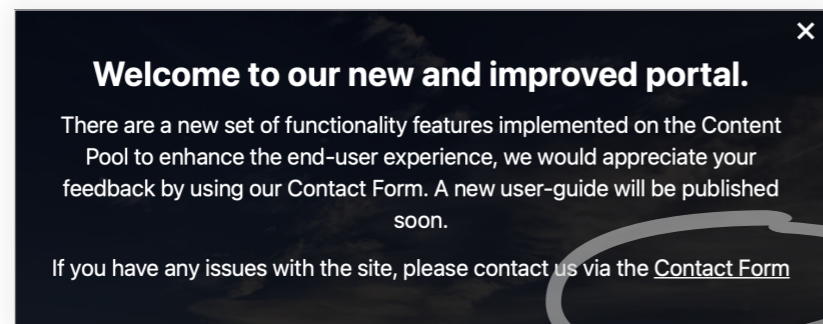 Welcome to our new and improved portal.
There are a new set of functionality features implemented on the Content
Pool to enhance the end-user experience, we would appreciate your
feedback by using our Contact Form. A new user-guide will be published
soon.
If you have any issues with the site, please contact us via the Contact Form